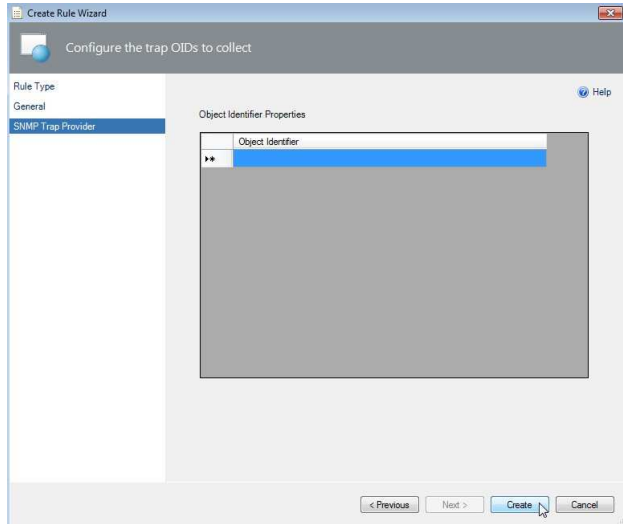 Create Rule Wizard
Configure the trap OIDs to collect
Rule Type
General
SNMP Trap Provider
Help
Object Identifier Properties
Object Identifier
< Previous
Next >
Create
Cancel